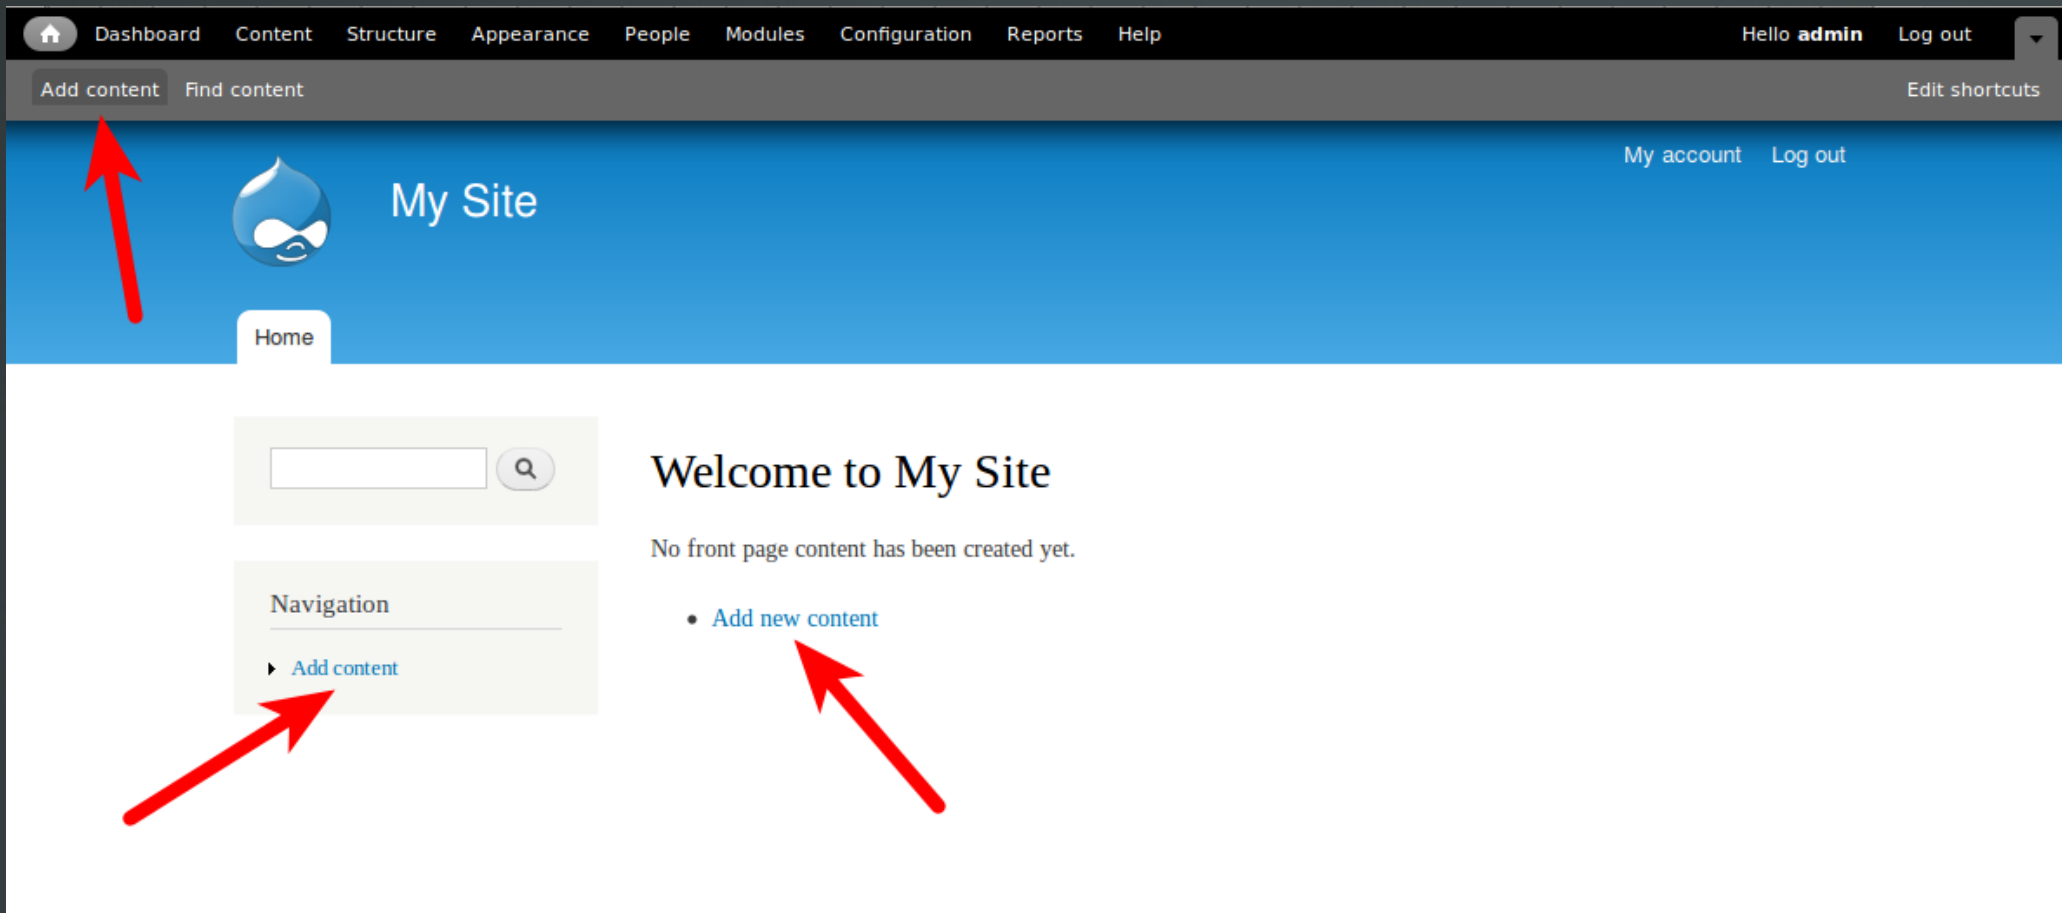 Dashboard Content Structure Appearance People Modules Configuration Reports Help Hello admin Log out
Add content Find content Edit shortcuts
My account Log out
My Site
Home
Welcome to My Site
No front page content has been created yet.
Navigation
Add new content
Add content